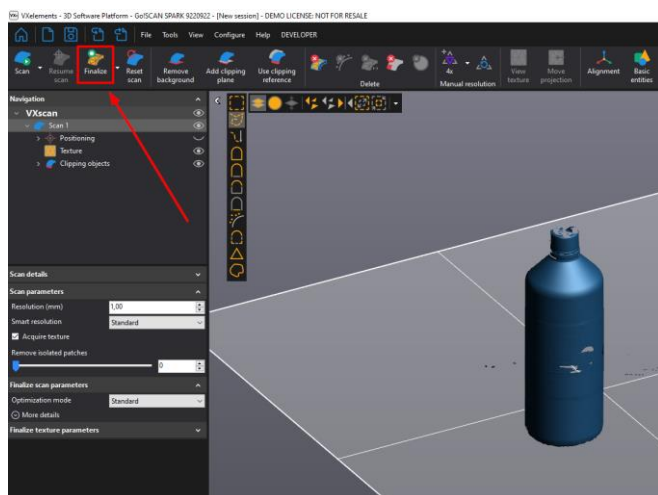 VXelements - 3D Software Platform - Go!SCAN SPARK 9220922 - [New session] - DEMO LICENSE: NOT FOR RESALE
File Tools View Configure Help DEVELOPER
Scan
Resume scan
Finalize
Reset scan
Remove background
Add clipping plane
Use clipping reference
Delete
4x
Manual resolution
View texture
Move projection
Alignment
Basic entities
Navigation
VXscan
Scan 1
Positioning
Texture
Clipping objects
Scan details
Scan parameters
Resolution (mm) 1,00
Smart resolution Standard
Acquire texture
Remove isolated patches
0
Finalize scan parameters
Optimization mode Standard
More details
Finalize texture parameters